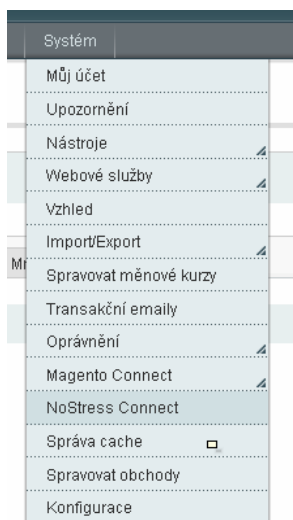 Systém
Můj účet
Upozornění
Nástroje
Webové služby
Vzhled
Import/Export
Spravovat měnové kurzy
Transakční emaily
Oprávnění
Magento Connect
NoStress Connect
Správa cache
Spravovat obchody
Konfigurace